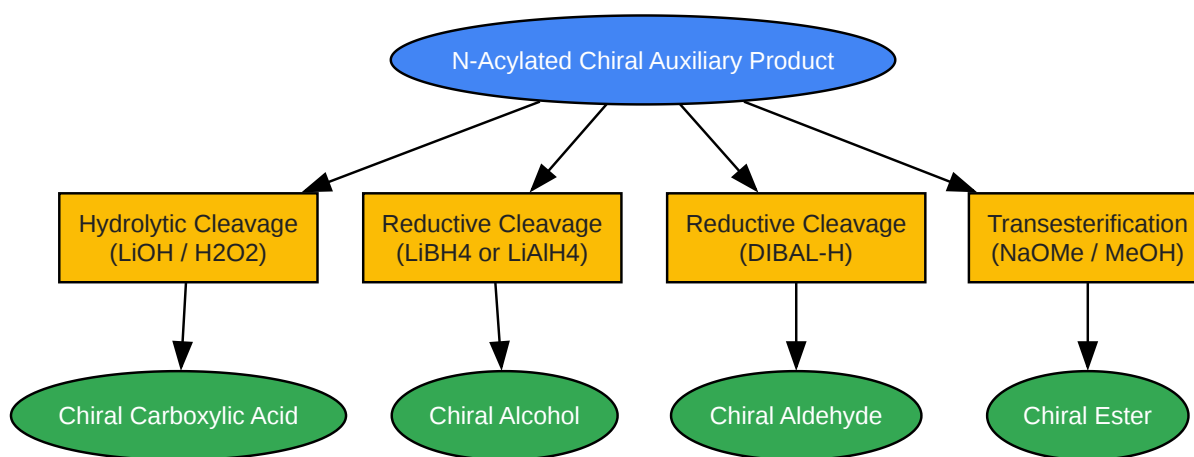 N-Acylated Chiral Auxiliary Product
Hydrolytic Cleavage
(LiOH / H2O2)
Reductive Cleavage
(LiBH4 or LiAlH4)
Reductive Cleavage
(DIBAL-H)
Transesterification
(NaOMe / MeOH)
Chiral Carboxylic Acid
Chiral Alcohol
Chiral Aldehyde
Chiral Ester